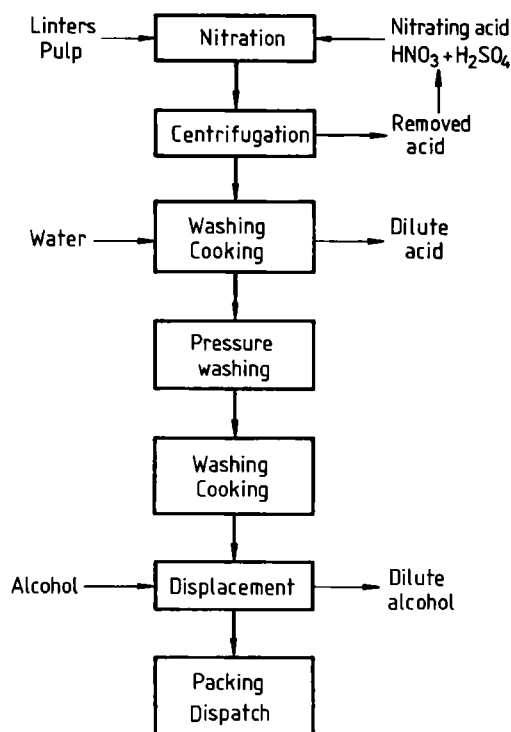 Linters
Pulp
Nitration
Nitrating acid
HNO₃ + H₂SO₄
Centrifugation
Removed
acid
Water
Washing
Cooking
Dilute
acid
Pressure
washing
Washing
Cooking
Alcohol
Displacement
Dilute
alcohol
Packing
Dispatch